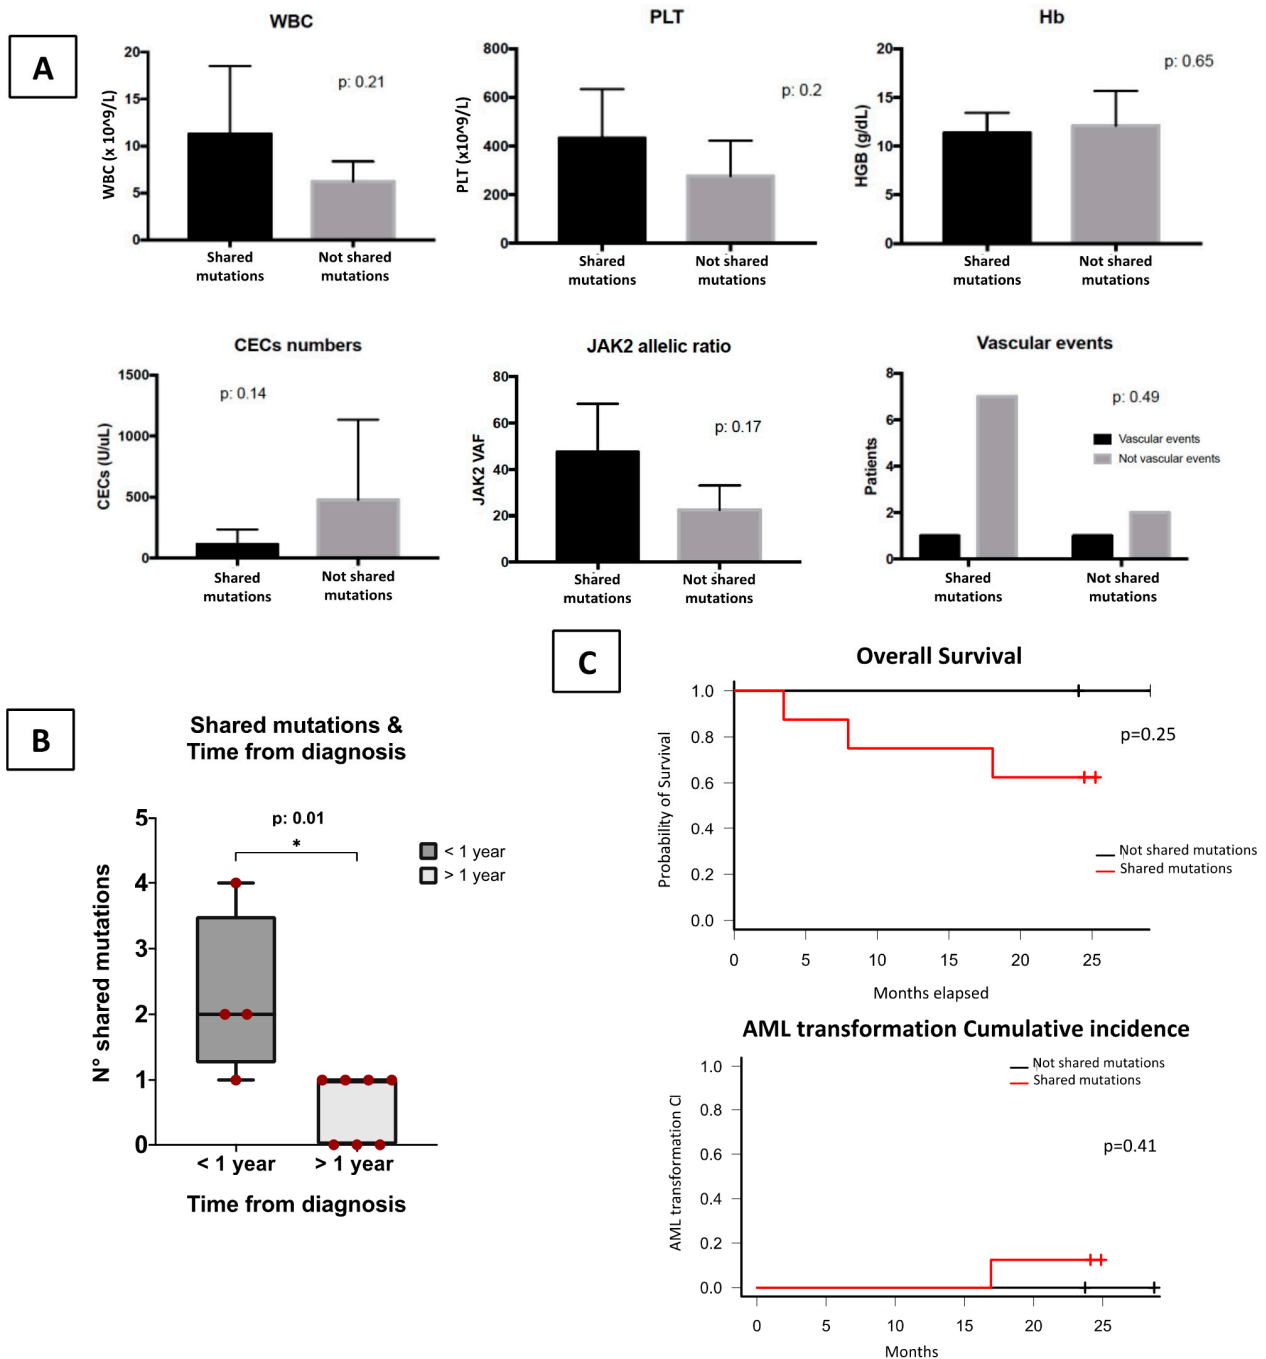 A
WBC
WBC (x 10^9/L)
20
15
10
5
0
p: 0.21
Shared
mutations
Not shared
mutations
PLT
PLT (x10^9/L)
800
600
400
200
0
p: 0.2
Shared
mutations
Not shared
mutations
Hb
HGB (g/dL)
20
15
10
5
0
p: 0.65
Shared
mutations
Not shared
mutations
CECs numbers
CECs (U/uL)
1500
1000
500
0
p: 0.14
Shared
mutations
Not shared
mutations
JAK2 allelic ratio
JAK2 VAF
80
60
40
20
0
p: 0.17
Shared
mutations
Not shared
mutations
Vascular events
Patients
8
6
4
2
0
p: 0.49
Vascular events
Not vascular events
Shared
mutations
Not shared
mutations
B
Shared mutations &
Time from diagnosis
N° shared mutations
5
4
3
2
1
0
p: 0.01
*
< 1 year
> 1 year
< 1 year
> 1 year
Time from diagnosis
C
Overall Survival
Probability of Survival
1.0
0.8
0.6
0.4
0.2
0.0
p=0.25
Not shared mutations
Shared mutations
0
5
10
15
20
25
Months elapsed
AML transformation Cumulative incidence
AML transformation CI
1.0
0.8
0.6
0.4
0.2
0.0
Not shared mutations
Shared mutations
p=0.41
0
5
10
15
20
25
Months